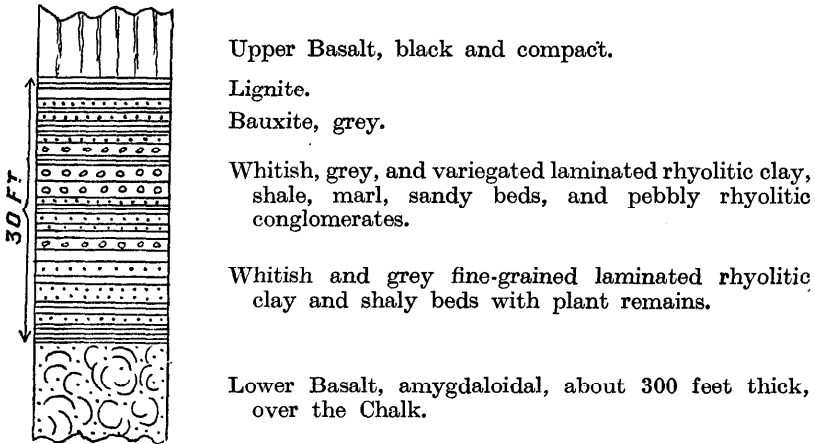 Upper Basalt, black and compact.
Lignite.
Bauxite, grey.
Whitish, grey, and variegated laminated rhyolitic clay,
shale, marl, sandy beds, and pebbly rhyolitic
conglomerates.
30 FT
Whitish and grey fine-grained laminated rhyolitic
clay and shaly beds with plant remains.
Lower Basalt, amygdaloidal, about 300 feet thick,
over the Chalk.